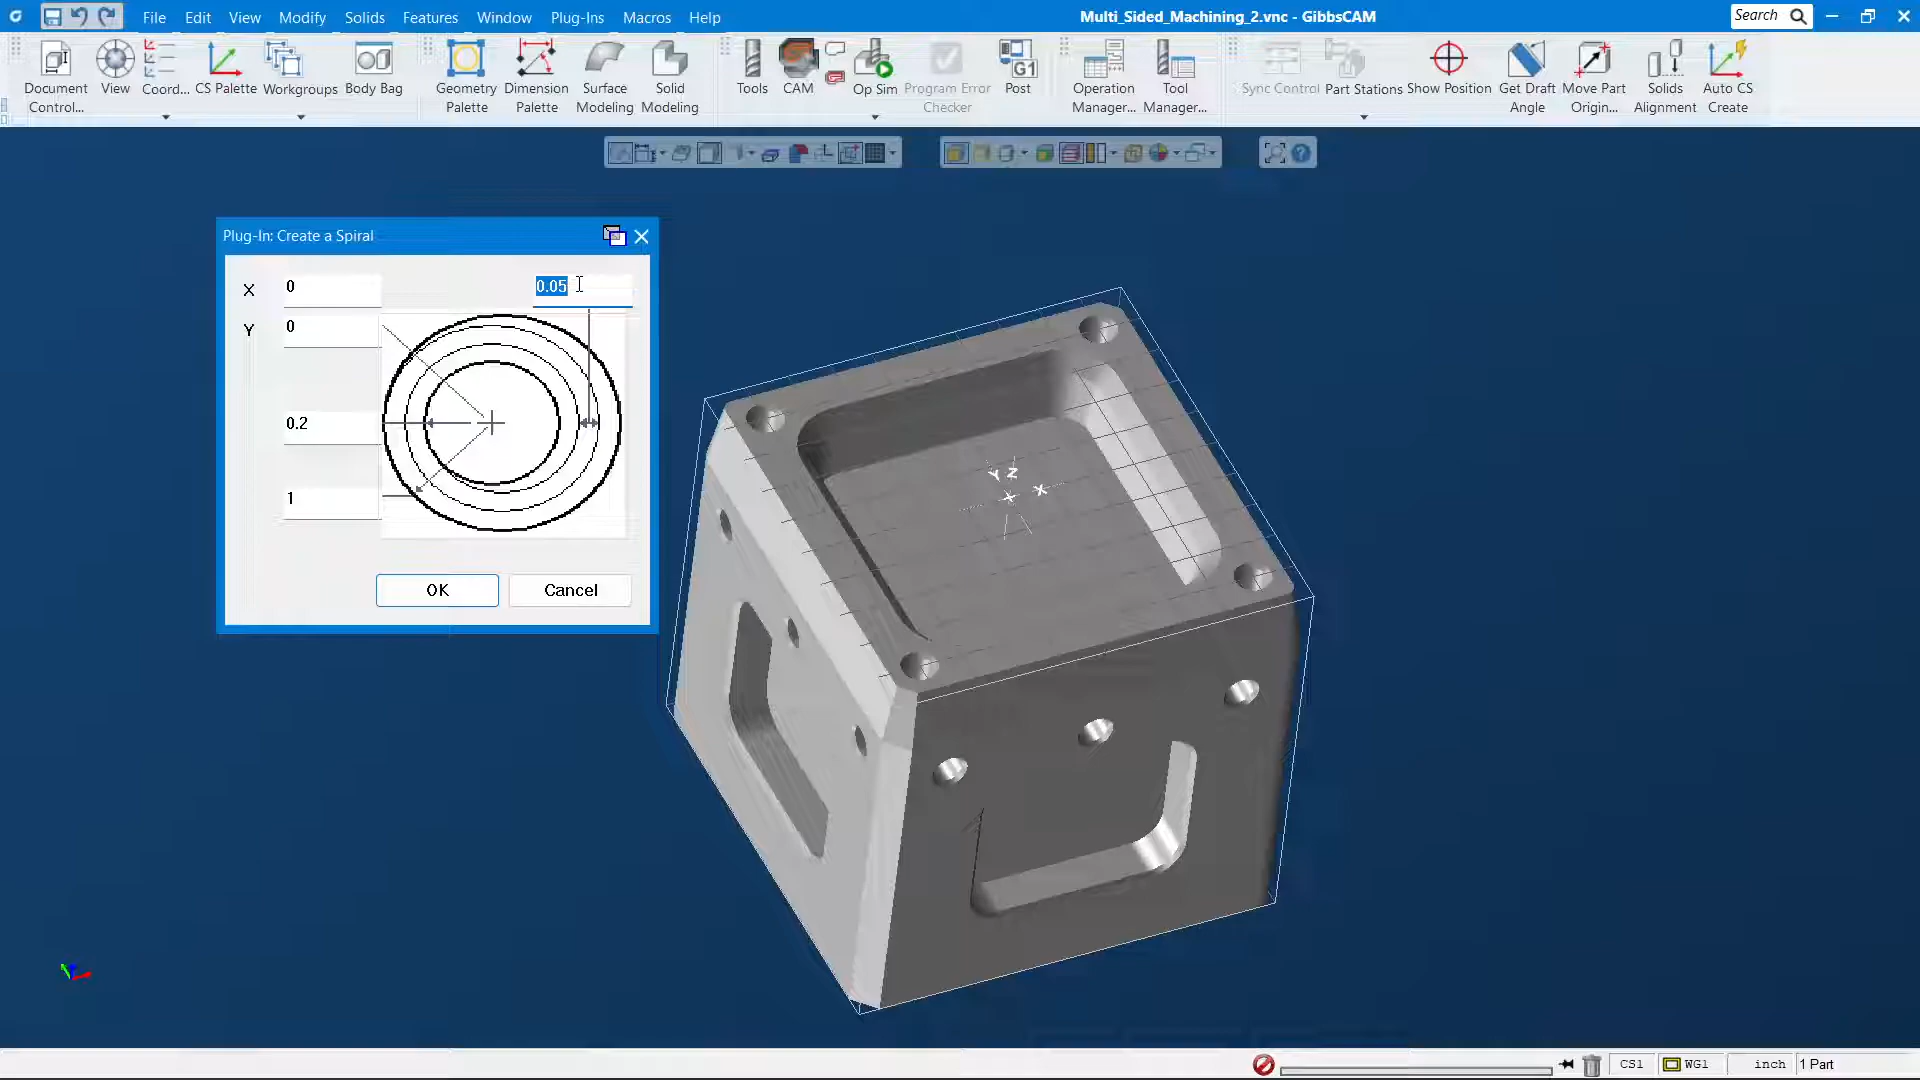 File Edit View Modify Solids Features Window Plug-Ins Macros Help
Multi_Sided_Machining_2.vnc - GibbsCAM
Search
Document Control...
View
Coord...
CS Palette
Workgroups
Body Bag
Geometry Palette
Dimension Palette
Surface Modeling
Solid Modeling
Tools
CAM
Op Sim
Program Error Checker
G1
Post
Operation Manager...
Tool Manager...
Sync Control
Part Stations
Show Position
Get Draft Angle
Move Part Origin...
Solids Alignment
Auto CS Create
Plug-In: Create a Spiral
X 0 0.05
Y 0
0.2
1
OK Cancel
Y Z
X
CS1 WG1 inch 1 Part